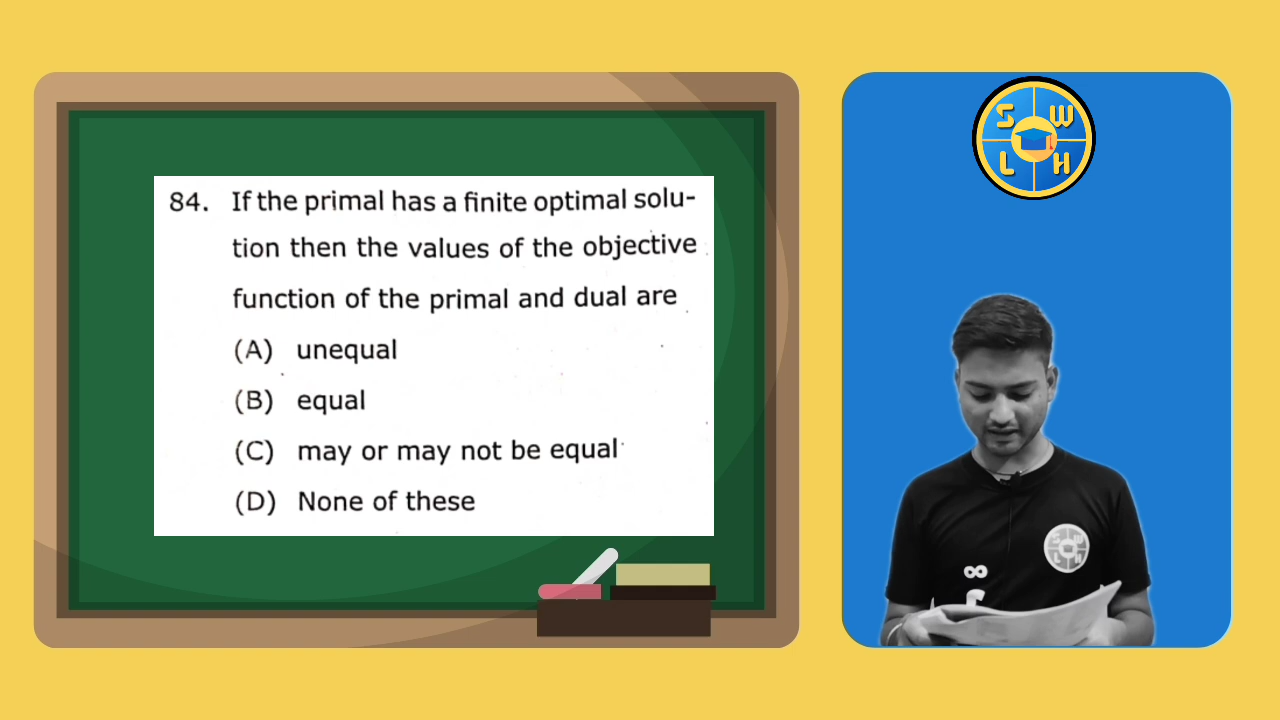 84. If the primal has a finite optimal solu-
tion then the values of the objective
function of the primal and dual are
(A) unequal
(B) equal
(C) may or may not be equal
(D) None of these
S W
L H
S W
L H
∞